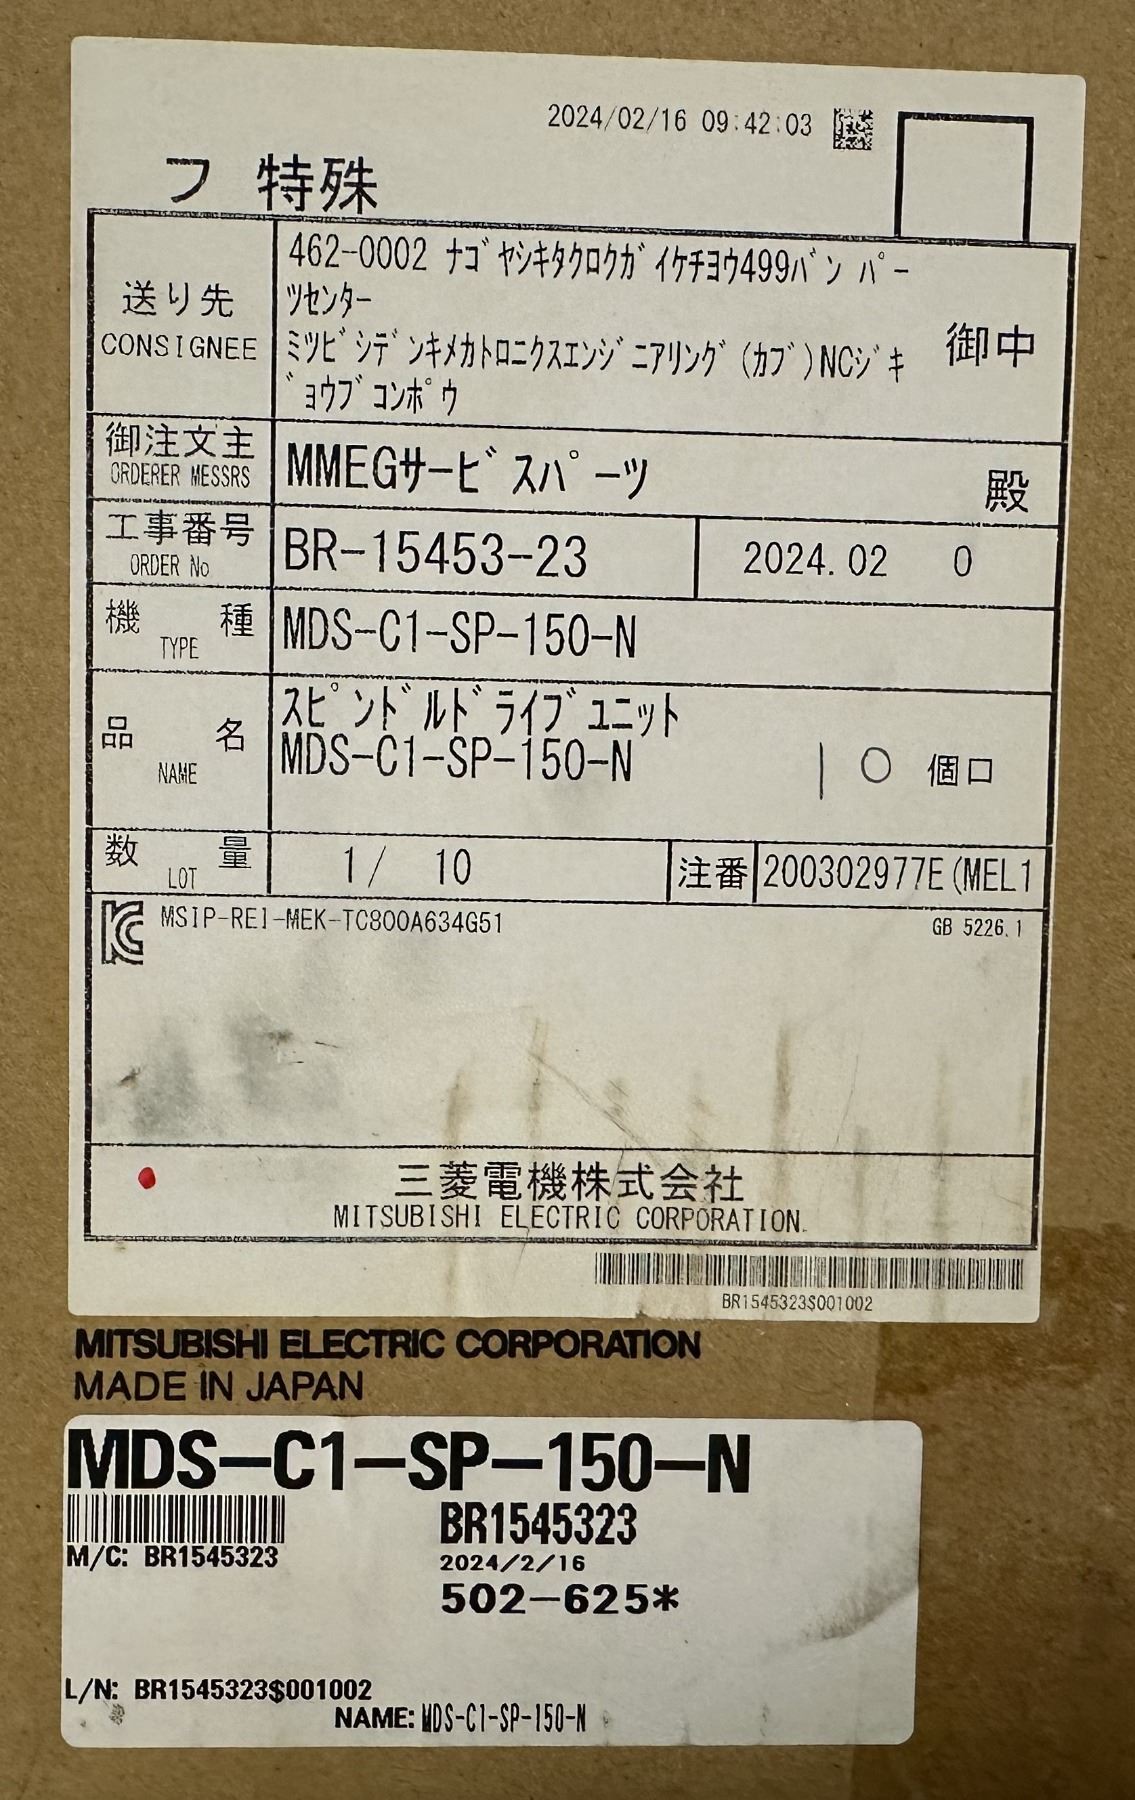 2024/02/16 09:42:03
フ 特殊
送り先
CONSIGNEE
462-0002 ナゴヤシキタクロクガイケチヨウ499バン パー
ツセンター
ミツビシデンキメカトロニクスエンジニアリング(カブ)NCジキ
゙ョウブコンポウ
御中
御注文主
ORDERER MESSRS
MMEGサービスパーツ
殿
工事番号
ORDER No.
BR-15453-23
2024.02 0
機 種
TYPE
MDS-C1-SP-150-N
品 名
NAME
スピンドルドライブユニット
MDS-C1-SP-150-N
| ○ 個口
数 量
LOT
1/ 10
注番
200302977E(MEL1
MSIP-REI-MEK-TC800A634G51
GB 5226.1
三菱電機株式会社
MITSUBISHI ELECTRIC CORPORATION.
BR1545323S001002
MITSUBISHI ELECTRIC CORPORATION
MADE IN JAPAN
MDS-C1-SP-150-N
BR1545323
M/C: BR1545323
2024/2/16
502-625*
L/N: BR1545323$001002
NAME: MDS-C1-SP-150-N